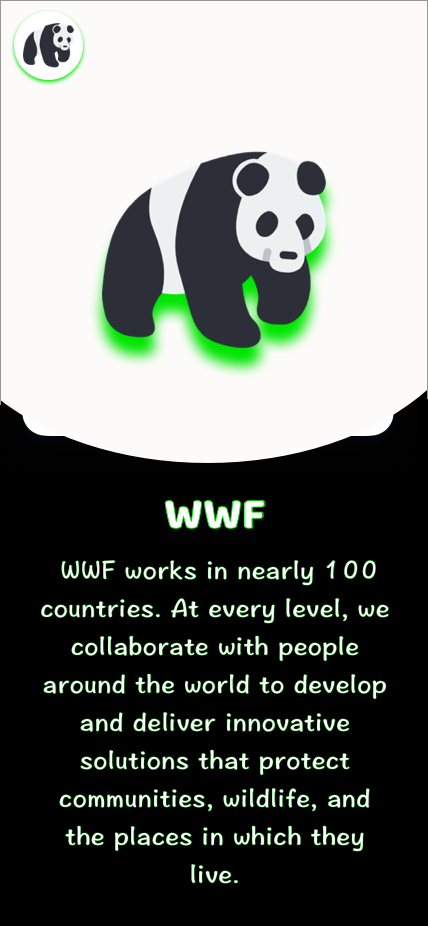 WWF
WWF works in nearly 100
countries. At every level, we
collaborate with people
around the world to develop
and deliver innovative
solutions that protect
communities, wildlife, and
the places in which they
live.